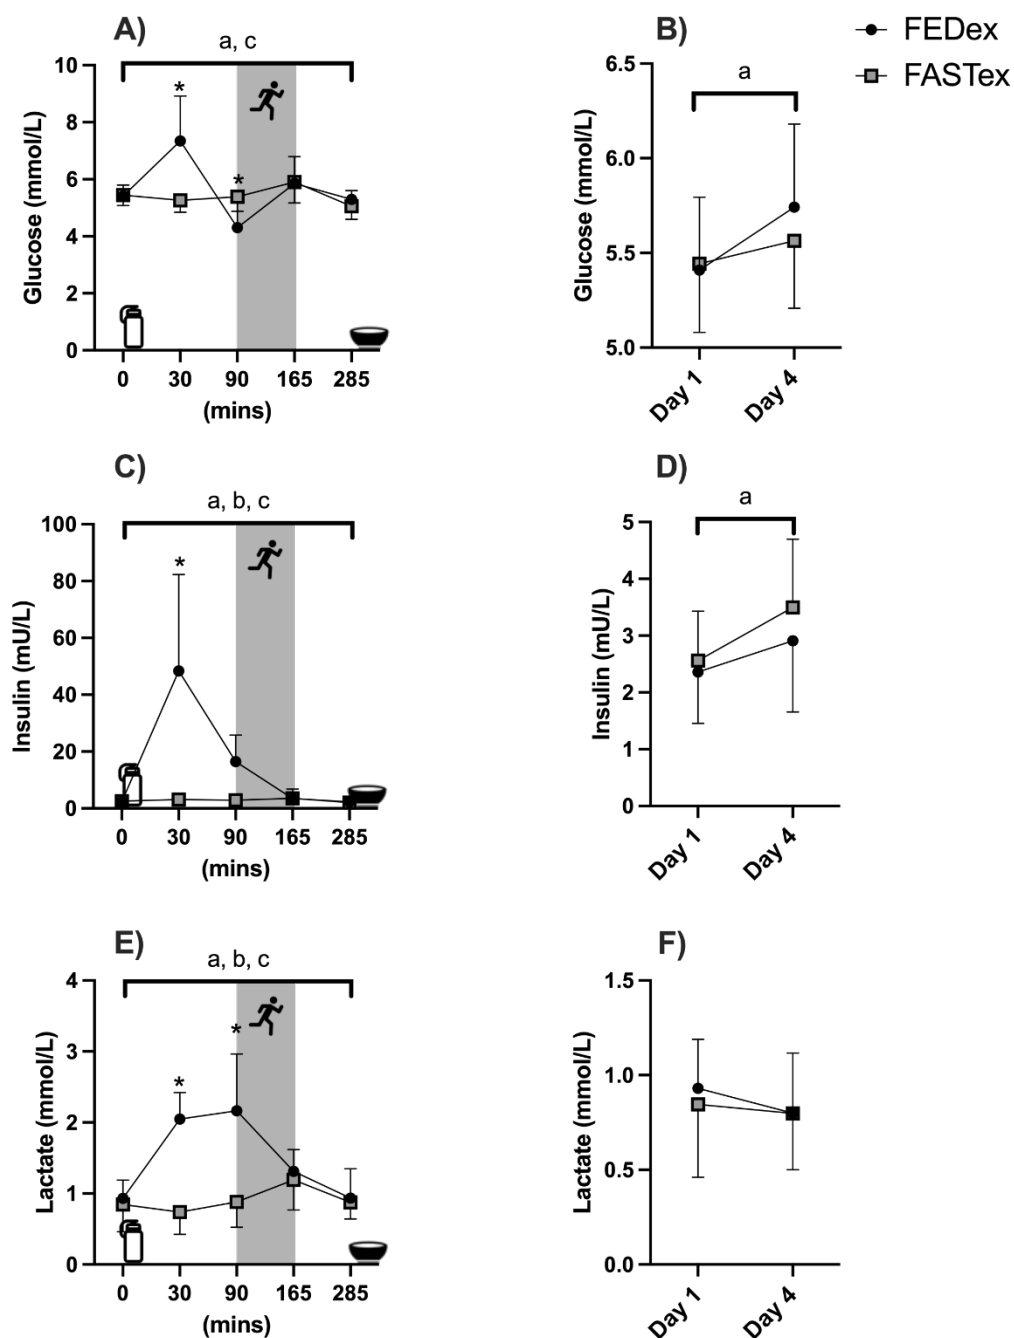 A)
a, c
Glucose (mmol/L)
10
8
6
4
2
0
*
*
0 30 90 165 285
(mins)
B)
a
Glucose (mmol/L)
6.5
6.0
5.5
5.0
Day 1 Day 4
FEDex
FASTex
C)
a, b, c
Insulin (mU/L)
100
80
60
40
20
0
*
0 30 90 165 285
(mins)
D)
a
Insulin (mU/L)
5
4
3
2
1
0
Day 1 Day 4
E)
a, b, c
Lactate (mmol/L)
4
3
2
1
0
*
*
0 30 90 165 285
(mins)
F)
Lactate (mmol/L)
1.5
1.0
0.5
0.0
Day 1 Day 4